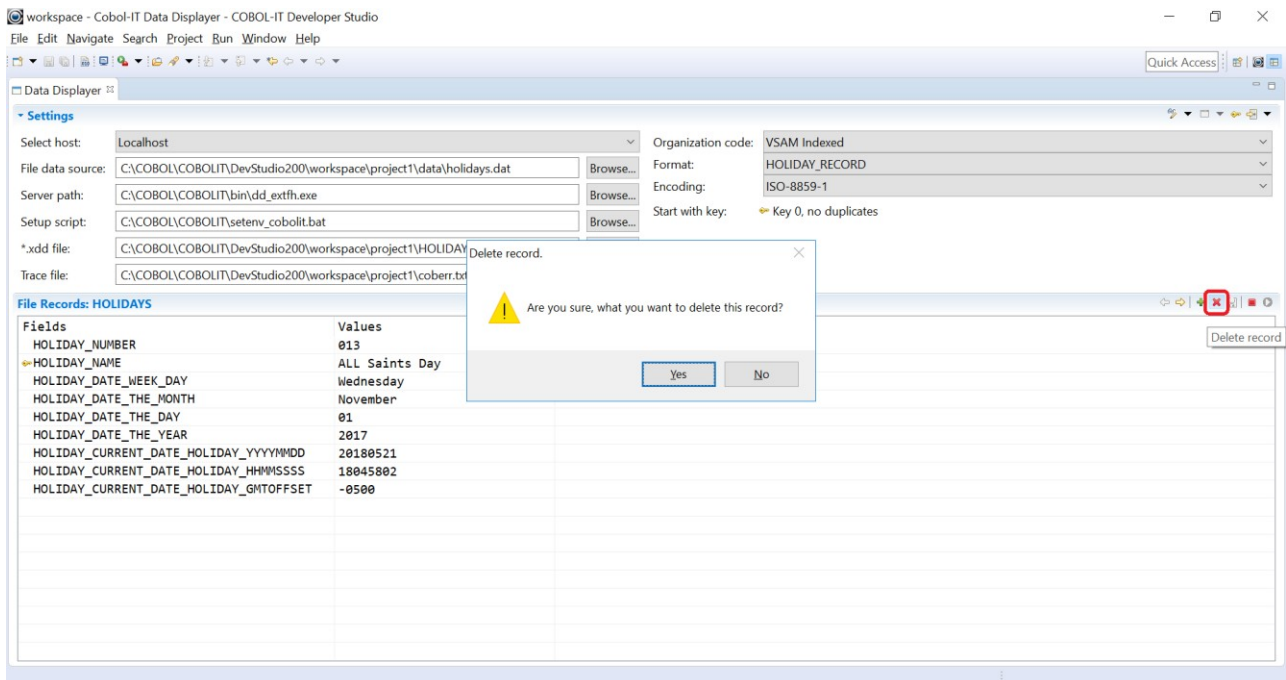 workspace - Cobol-IT Data Displayer - COBOL-IT Developer Studio
File Edit Navigate Search Project Run Window Help
Quick Access
Data Displayer
Settings
Select host: Localhost
Organization code: VSAM Indexed
File data source: C:\COBOL\COBOLIT\DevStudio200\workspace\project1\data\holidays.dat Browse...
Format: HOLIDAY_RECORD
Server path: C:\COBOL\COBOLIT\bin\dd_extfh.exe Browse...
Encoding: ISO-8859-1
Setup script: C:\COBOL\COBOLIT\setenv_cobolit.bat Browse...
Start with key: Key 0, no duplicates
*.xdd file: C:\COBOL\COBOLIT\DevStudio200\workspace\project1\HOLIDAY
Trace file: C:\COBOL\COBOLIT\DevStudio200\workspace\project1\coberr.txt
Delete record.
Are you sure, what you want to delete this record?
Yes No
File Records: HOLIDAYS
Delete record
Fields Values
HOLIDAY_NUMBER 013
HOLIDAY_NAME ALL Saints Day
HOLIDAY_DATE_WEEK_DAY Wednesday
HOLIDAY_DATE_THE_MONTH November
HOLIDAY_DATE_THE_DAY 01
HOLIDAY_DATE_THE_YEAR 2017
HOLIDAY_CURRENT_DATE_HOLIDAY_YYYYMMDD 20180521
HOLIDAY_CURRENT_DATE_HOLIDAY_HHMMSSSS 18045802
HOLIDAY_CURRENT_DATE_HOLIDAY_GMTOFFSET -0500